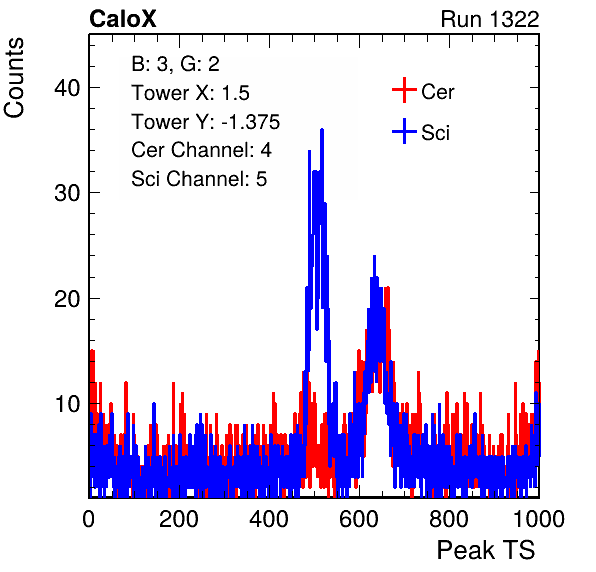 CaloX Run 1322
Counts
B: 3, G: 2
Tower X: 1.5
Tower Y: -1.375
Cer Channel: 4
Sci Channel: 5
Cer
Sci
40
30
20
10
0 200 400 600 800 1000
Peak TS